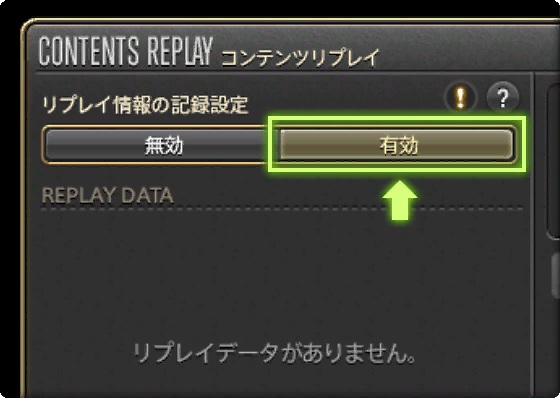 CONTENTS REPLAY コンテンツリプレイ
リプレイ情報の記録設定 ! ?
無効 有効
REPLAY DATA
リプレイデータがありません。